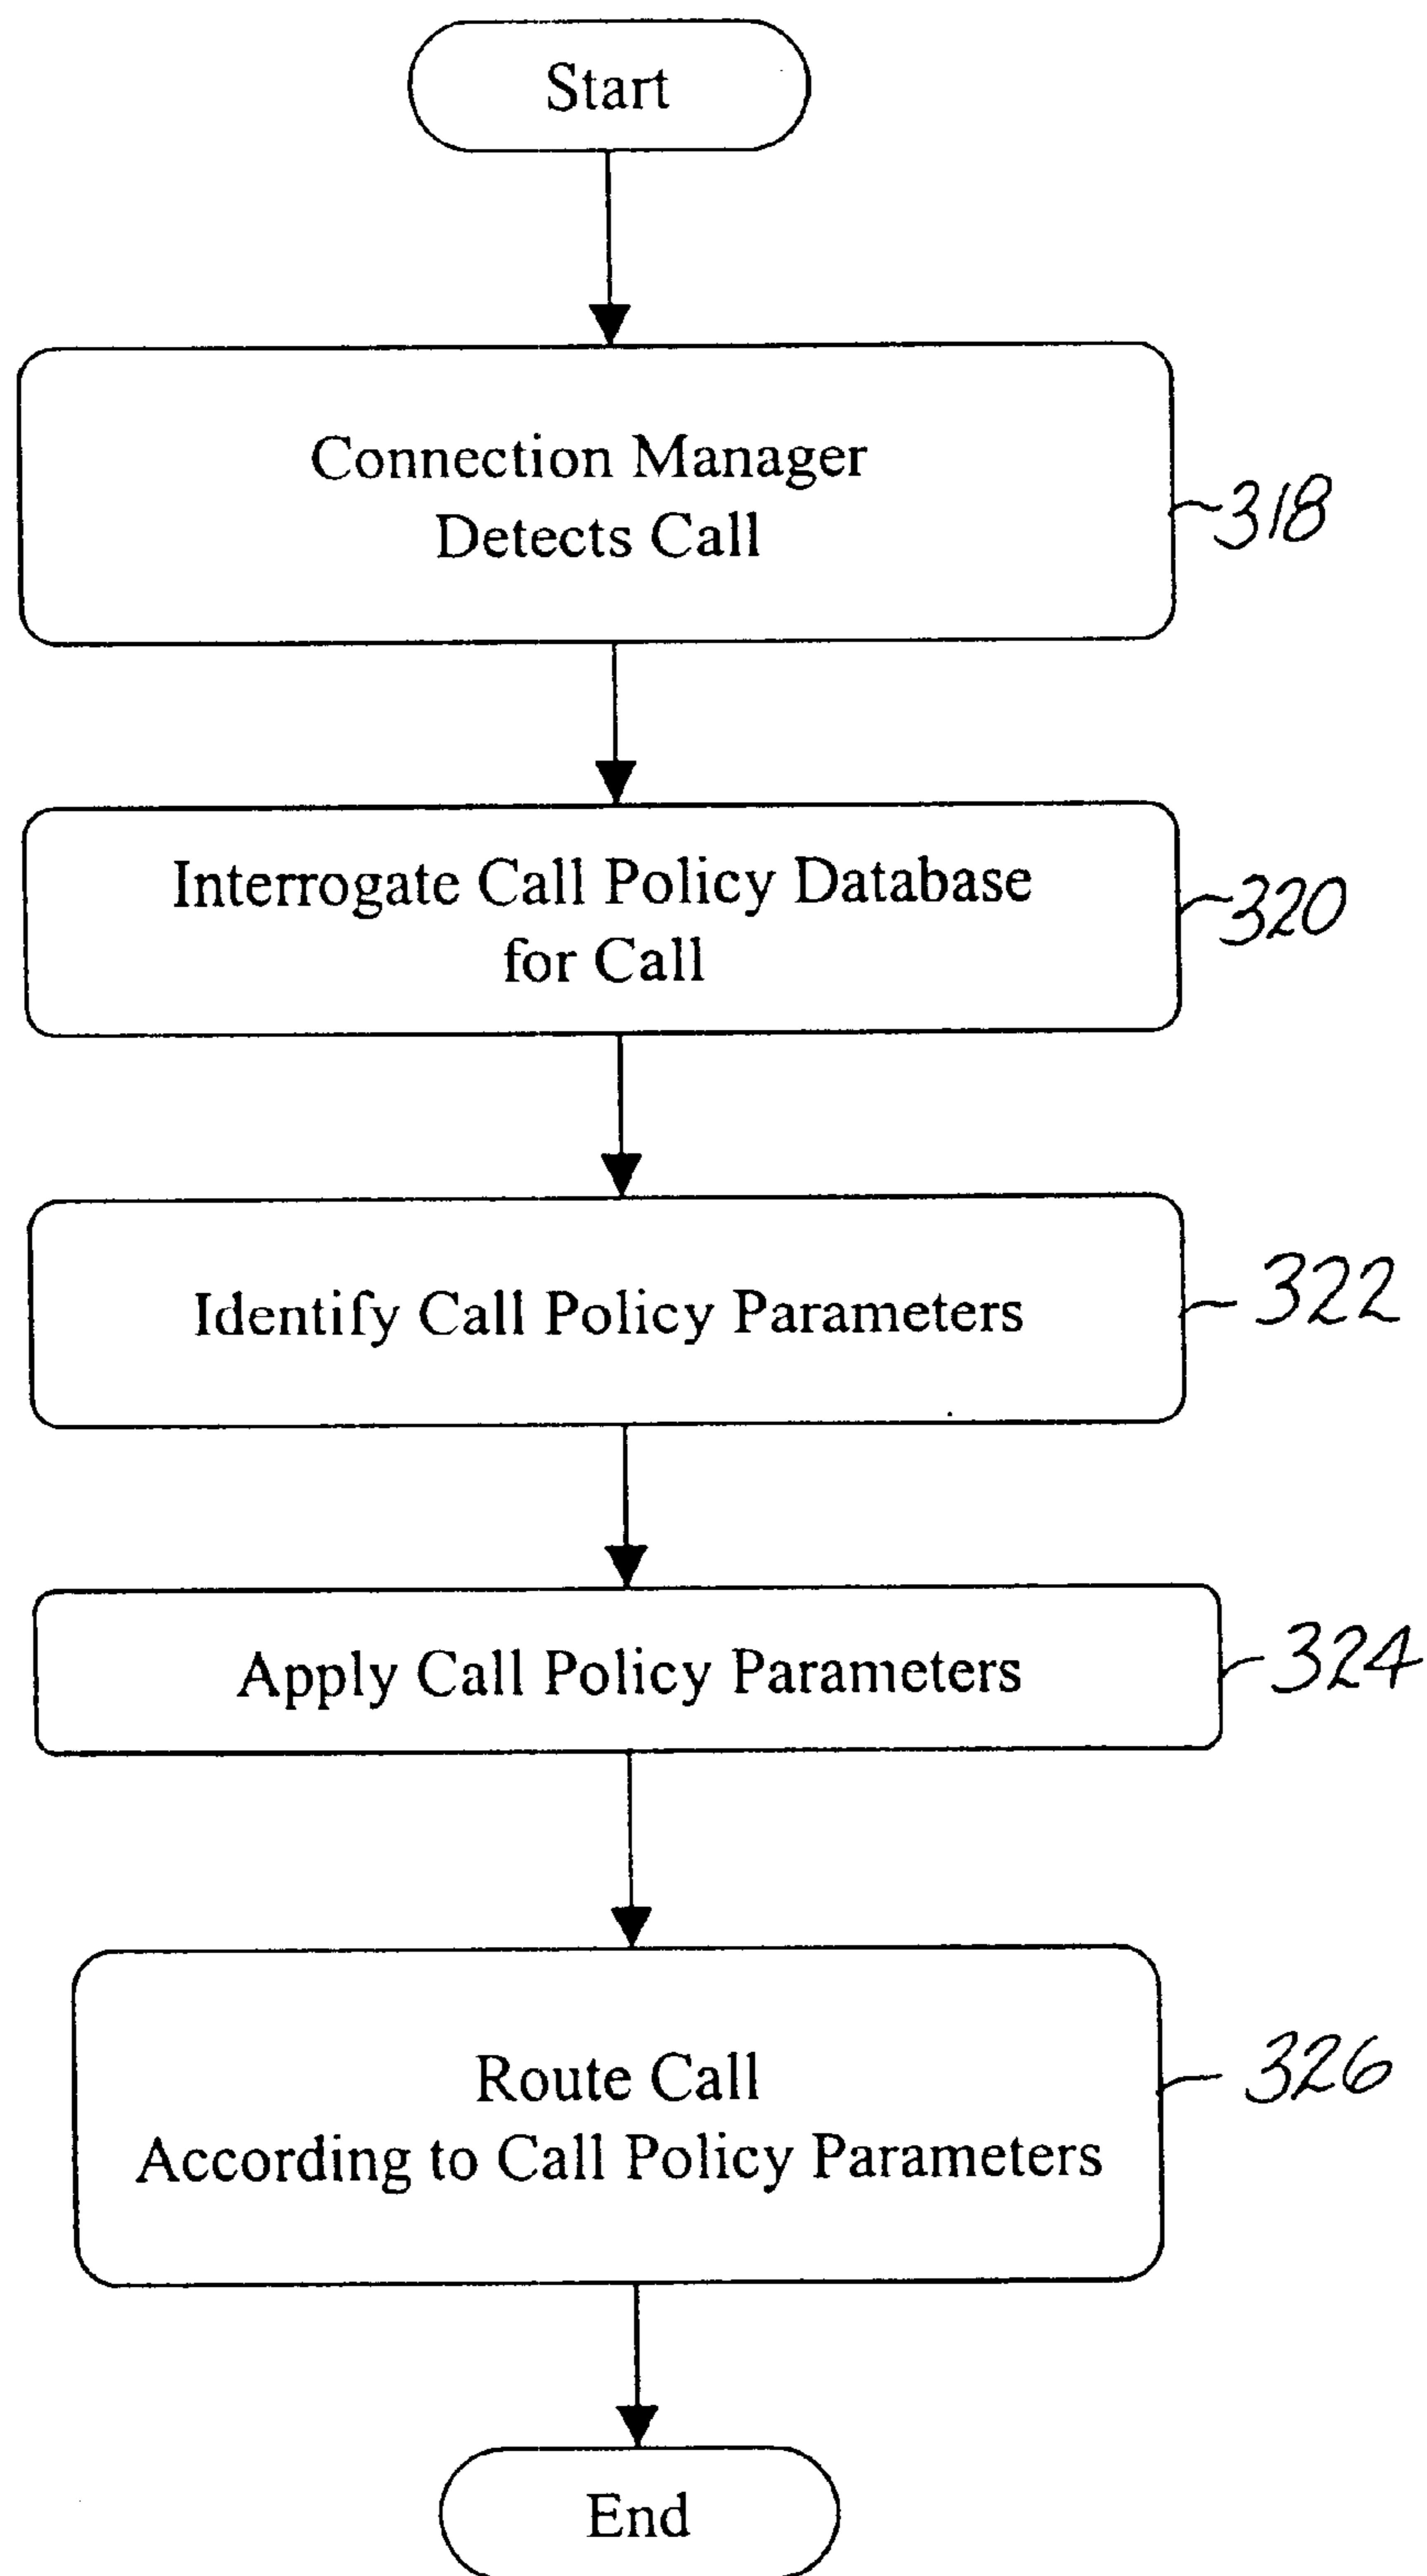 Start
Connection Manager
Detects Call
318
Interrogate Call Policy Database
for Call
320
Identify Call Policy Parameters
322
Apply Call Policy Parameters
324
Route Call
According to Call Policy Parameters
326
End